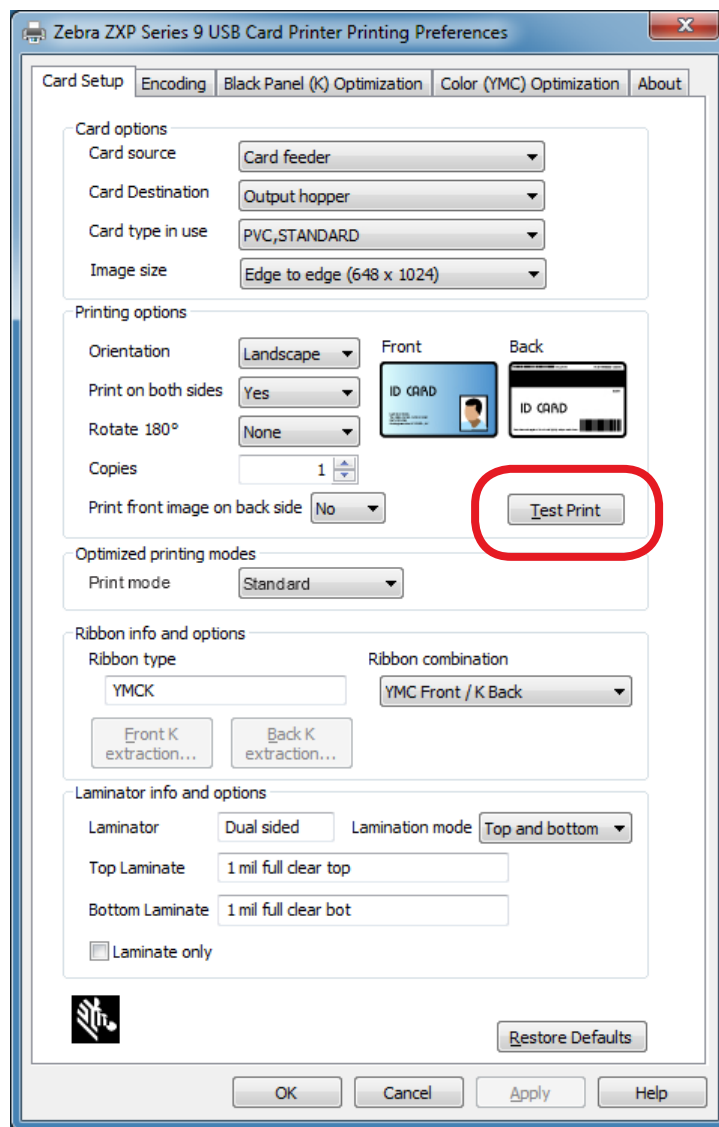 Zebra ZXP Series 9 USB Card Printer Printing Preferences
Card Setup Encoding Black Panel (K) Optimization Color (YMC) Optimization About
Card options
Card source Card feeder
Card Destination Output hopper
Card type in use PVC,STANDARD
Image size Edge to edge (648 x 1024)
Printing options
Orientation Landscape Front Back
Print on both sides Yes
ID CARD
ID CARD
Rotate 180° None
Copies 1
Print front image on back side No Test Print
Optimized printing modes
Print mode Standard
Ribbon info and options
Ribbon type Ribbon combination
YMCK YMC Front / K Back
Front K extraction... Back K extraction...
Laminator info and options
Laminator Dual sided Lamination mode Top and bottom
Top Laminate 1 mil full clear top
Bottom Laminate 1 mil full clear bot
Laminate only
Restore Defaults
OK Cancel Apply Help